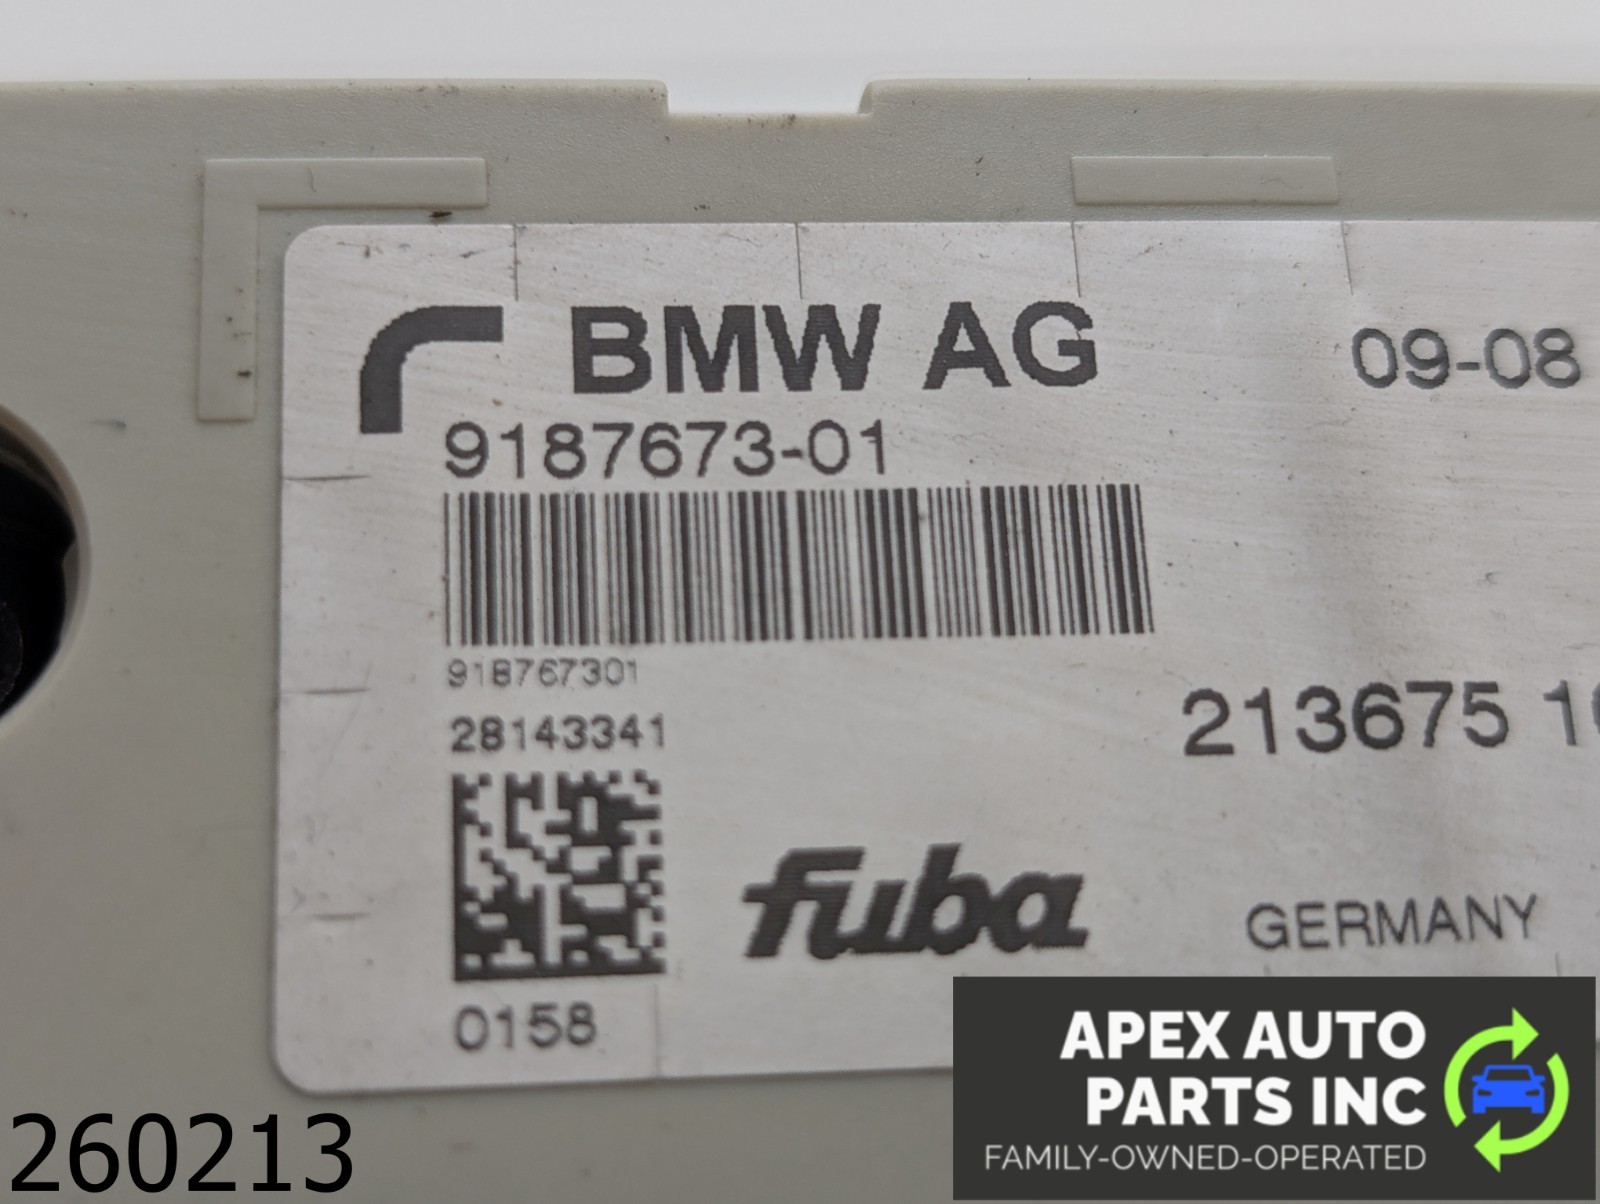 BMW AG
09-08
9187673-01
918767301
28143341
213675
fuba
GERMANY
0158
APEX AUTO
PARTS INC
FAMILY-OWNED-OPERATED
260213